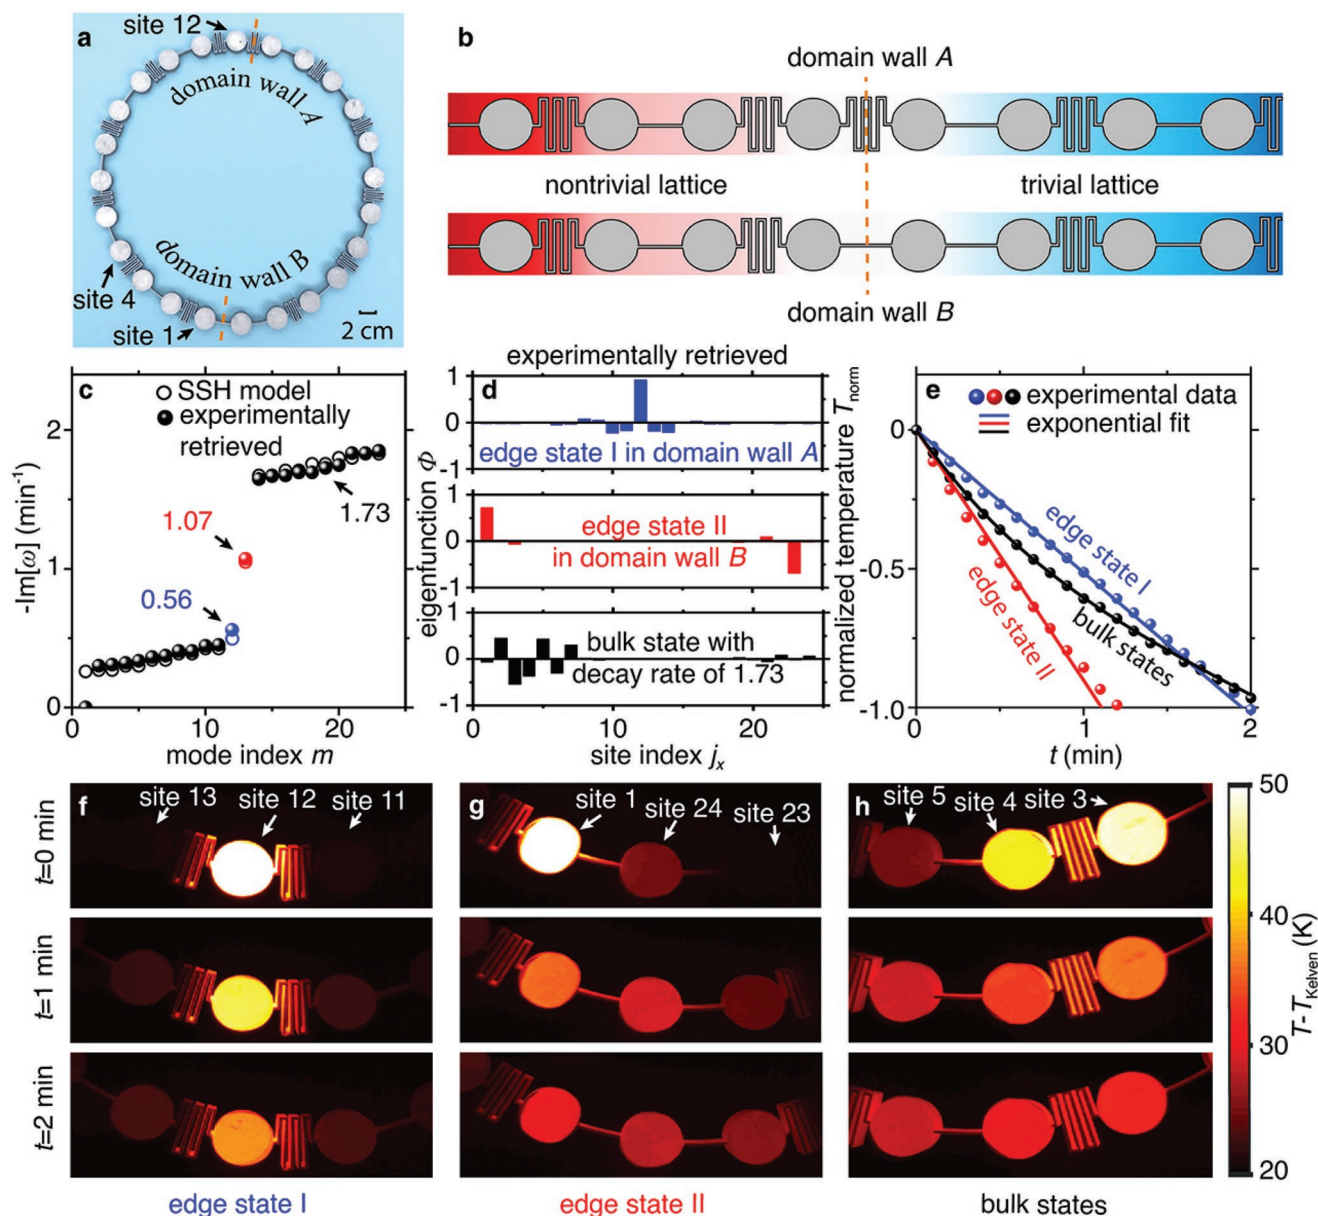 a
site 12
domain wall A
domain wall B
site 4
site 1
2 cm
b
domain wall A
nontrivial lattice
trivial lattice
domain wall B
c
SSH model
experimentally
retrieved
1.07
0.56
1.73
2
1
0
-Im[ω] (min⁻¹)
0
10
20
mode index m
experimentally retrieved
d
1
0
-1
edge state I in domain wall A
1
0
-1
edge state II
in domain wall B
1
0
-1
bulk state with
decay rate of 1.73
eigenfunction Φ
normalized temperature Tnorm
0
10
20
site index jx
e
experimental data
exponential fit
0
-0.5
-1.0
edge state I
edge state II
bulk states
0
1
2
t (min)
f
site 13
site 12
site 11
g
site 1
site 24
site 23
h
site 5
site 4
site 3
t=0 min
t=1 min
t=2 min
50
40
30
20
T-TKelven (K)
edge state I
edge state II
bulk states